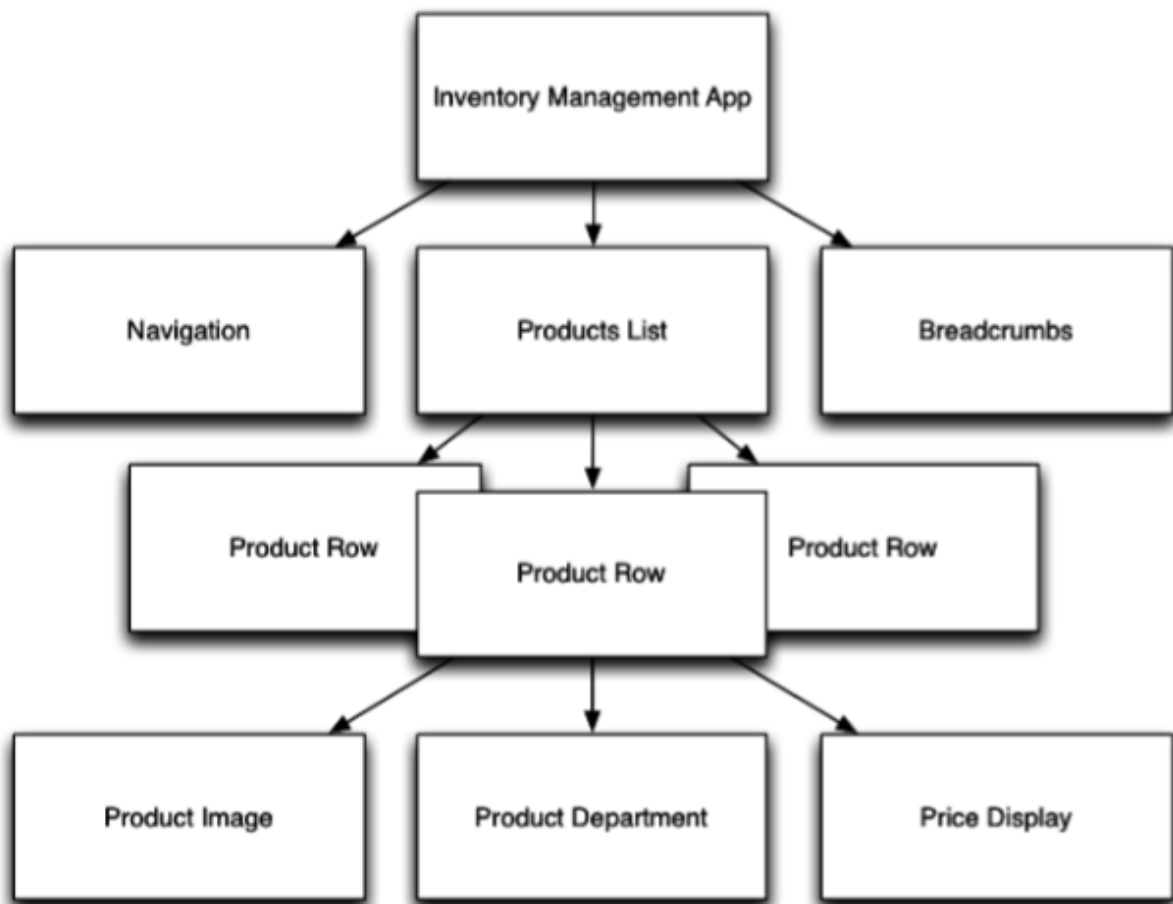 Inventory Management App
Navigation
Products List
Breadcrumbs
Product Row
Product Row
Product Row
Product Image
Product Department
Price Display